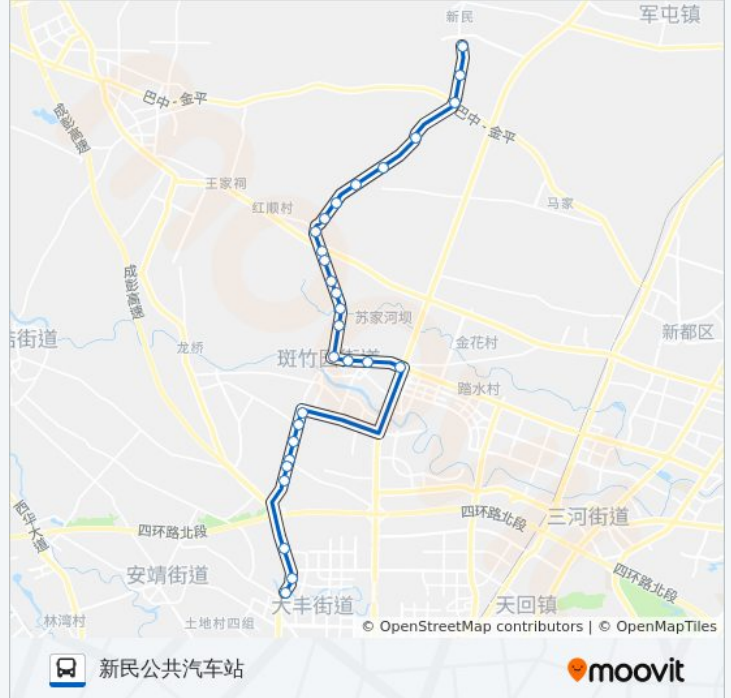 新民
军屯镇
巴中-金平
成彭高速
巴中-金平
王家祠
红顺村
马家
成彭高速
苏家河坝
新都区
街道
龙桥
斑竹园街道
金花村
踏水村
西华大道
四环路北段
四环路北段
三河街道
安靖街道
四环路北段
大丰街道
天回镇
林湾村
土地村四组
© OpenStreetMap contributors | © OpenMapTiles
新民公共汽车站
moovit